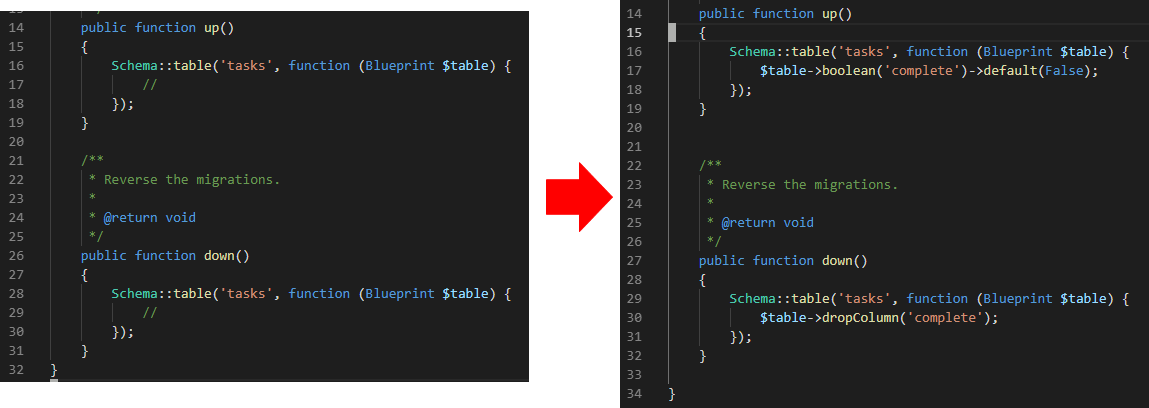 14 public function up()
15 {
16 Schema::table('tasks', function (Blueprint $table) {
17 //
18 });
19 }
20
21 /**
22 * Reverse the migrations.
23 *
24 * @return void
25 */
26 public function down()
27 {
28 Schema::table('tasks', function (Blueprint $table) {
29 //
30 });
31 }
32 }
14 public function up()
15 {
16 Schema::table('tasks', function (Blueprint $table) {
17 $table->boolean('complete')->default(False);
18 });
19 }
20
21
22 /**
23 * Reverse the migrations.
24 *
25 * @return void
26 */
27 public function down()
28 {
29 Schema::table('tasks', function (Blueprint $table) {
30 $table->dropColumn('complete');
31 });
32 }
33
34 }